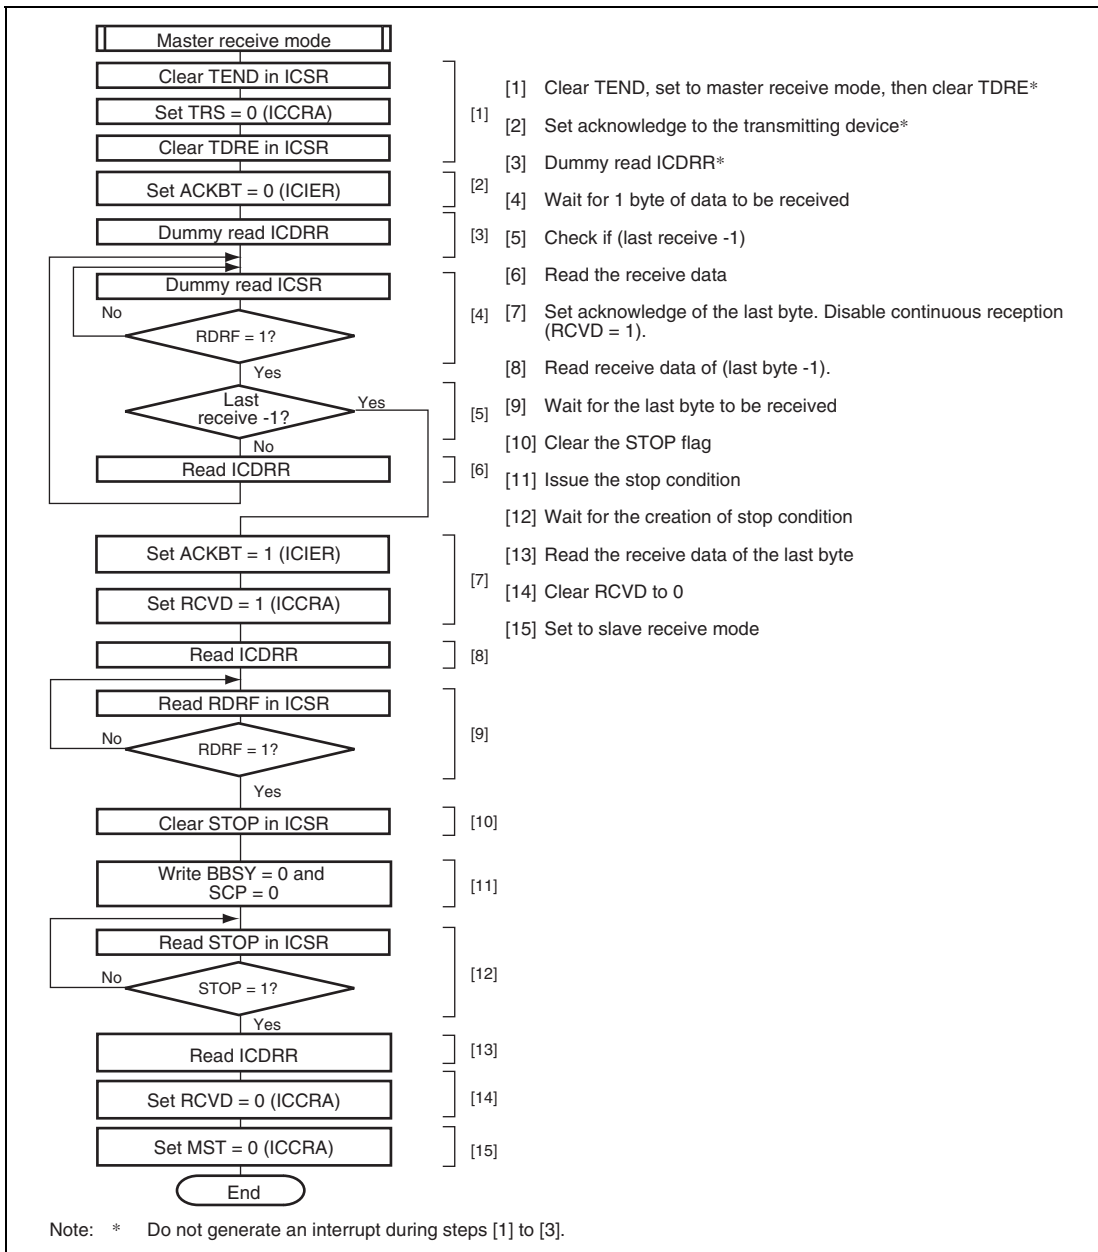 Master receive mode
Clear TEND in ICSR
Set TRS = 0 (ICCRA)
Clear TDRE in ICSR
[1]
Set ACKBT = 0 (ICIER)
[2]
Dummy read ICDRR
[3]
Dummy read ICSR
No
RDRF = 1?
[4]
Yes
Last
receive -1?
Yes
[5]
No
Read ICDRR
[6]
Set ACKBT = 1 (ICIER)
Set RCVD = 1 (ICCRA)
[7]
Read ICDRR
[8]
Read RDRF in ICSR
No
RDRF = 1?
[9]
Yes
Clear STOP in ICSR
[10]
Write BBSY = 0 and
SCP = 0
[11]
Read STOP in ICSR
No
STOP = 1?
[12]
Yes
Read ICDRR
[13]
Set RCVD = 0 (ICCRA)
[14]
Set MST = 0 (ICCRA)
[15]
End
[1] Clear TEND, set to master receive mode, then clear TDRE*
[2] Set acknowledge to the transmitting device*
[3] Dummy read ICDRR*
[4] Wait for 1 byte of data to be received
[5] Check if (last receive -1)
[6] Read the receive data
[7] Set acknowledge of the last byte. Disable continuous reception
(RCVD = 1).
[8] Read receive data of (last byte -1).
[9] Wait for the last byte to be received
[10] Clear the STOP flag
[11] Issue the stop condition
[12] Wait for the creation of stop condition
[13] Read the receive data of the last byte
[14] Clear RCVD to 0
[15] Set to slave receive mode
Note: * Do not generate an interrupt during steps [1] to [3].